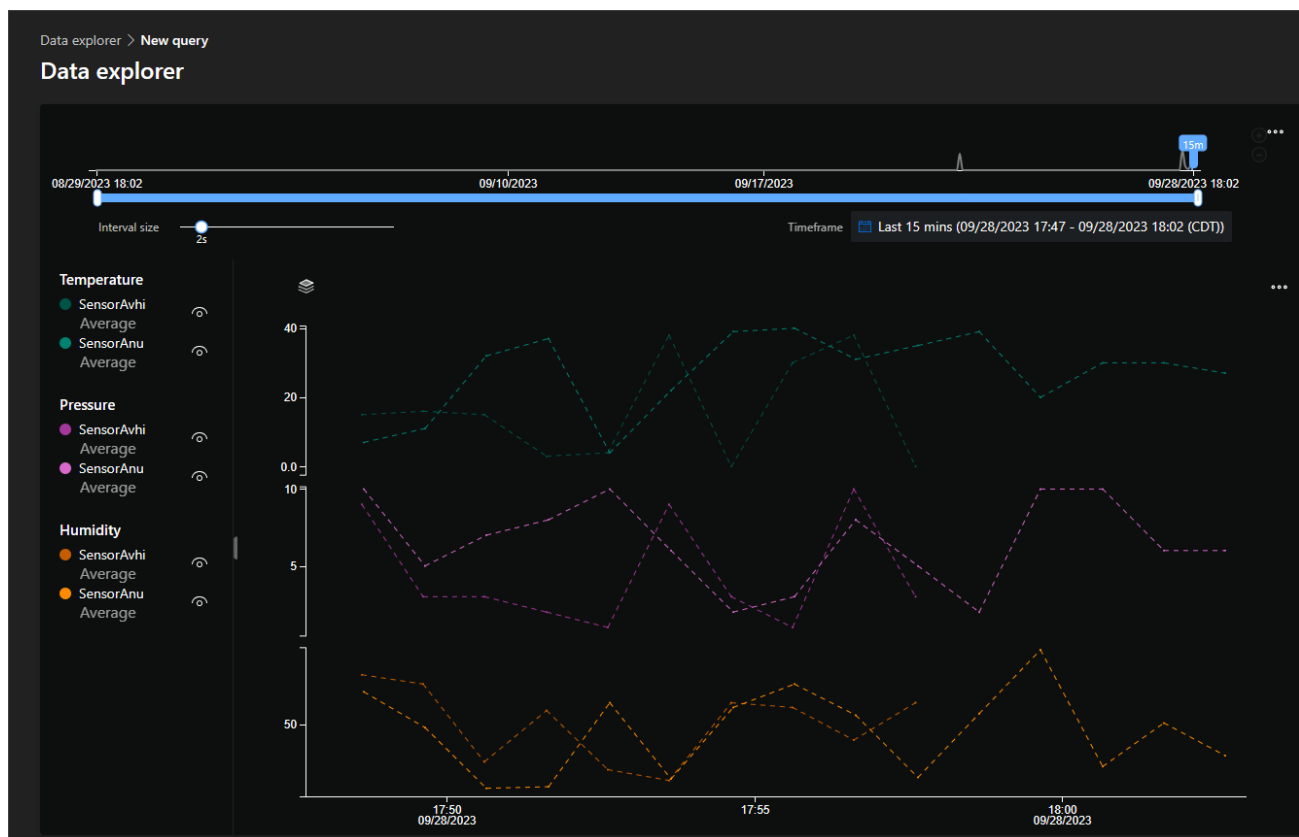 Data explorer > New query
Data explorer
15m
08/29/2023 18:02 09/10/2023 09/17/2023 09/28/2023 18:02
Interval size
2s
Timeframe Last 15 mins (09/28/2023 17:47 - 09/28/2023 18:02 (CDT))
Temperature
SensorAvhi
Average
SensorAnu
Average
Pressure
SensorAvhi
Average
SensorAnu
Average
Humidity
SensorAvhi
Average
SensorAnu
Average
40
20
0.0
10
5
50
17:50 17:55 18:00
09/28/2023 09/28/2023